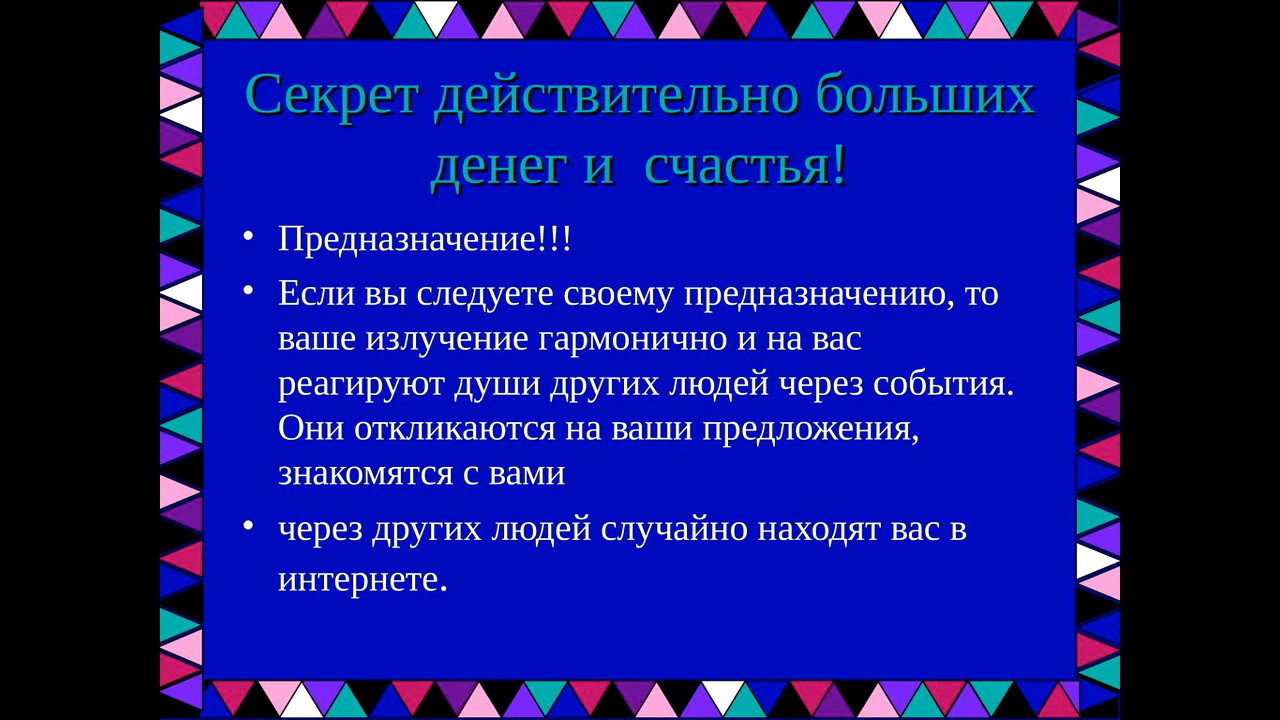 Секрет действительно больших
денег и  счастья!
• Предназначение!!!
• Если вы следуете своему предназначению, то
ваше излучение гармонично и на вас
реагируют души других людей через события.
Они откликаются на ваши предложения,
знакомятся с вами
• через других людей случайно находят вас в
интернете.